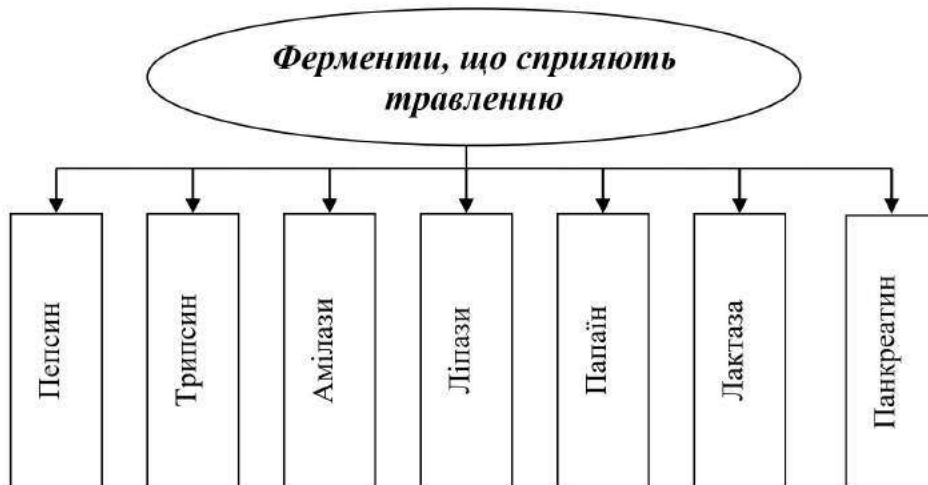 Ферменти, що сприяють
травленню
Пепсин
Трипсин
Амілази
Ліпази
Папаїн
Лактаза
Панкреатин